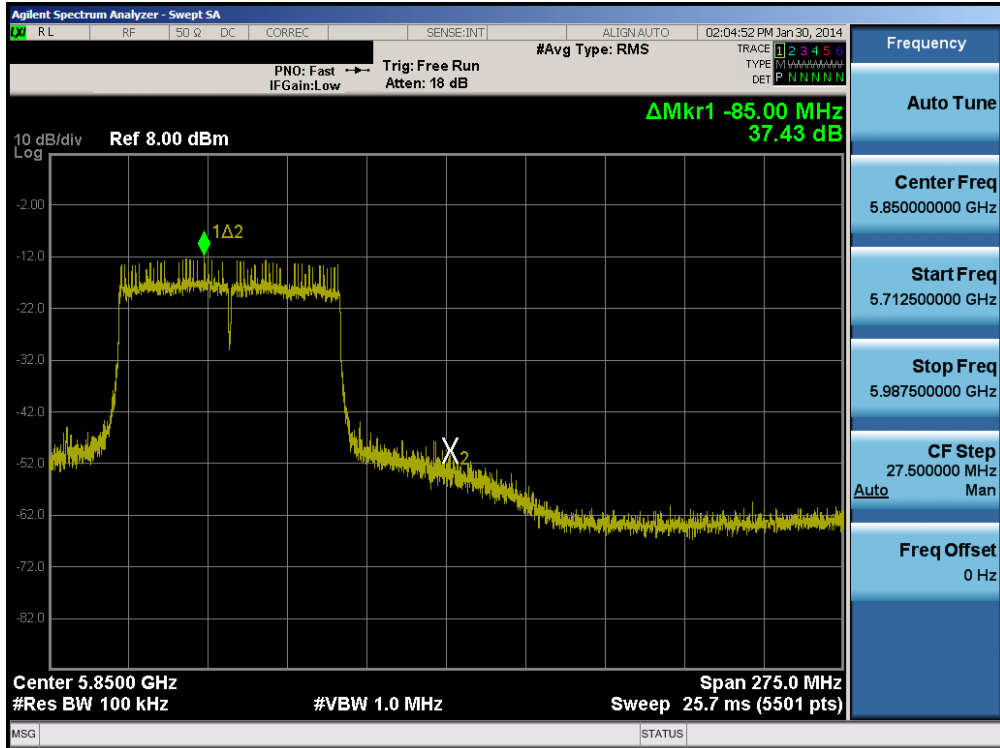 Agilent Spectrum Analyzer - Swept SA
LXI RL RF 50 Ω DC CORREC SENSE:INT ALIGN AUTO 02:04:52 PM Jan 30, 2014
#Avg Type: RMS
TRACE 1 2 3 4 5 6
PNO: Fast
Trig: Free Run
TYPE M WWWWW
IFGain:Low
Atten: 18 dB
DET P N N N N N
ΔMkr1 -85.00 MHz
37.43 dB
10 dB/div
Ref 8.00 dBm
Log
-2.00
-12.0
-22.0
-32.0
-42.0
-52.0
-62.0
-72.0
-82.0
1Δ2
X2
Center 5.8500 GHz
Span 275.0 MHz
#Res BW 100 kHz
#VBW 1.0 MHz
Sweep 25.7 ms (5501 pts)
MSG
STATUS
Frequency
Auto Tune
Center Freq
5.850000000 GHz
Start Freq
5.712500000 GHz
Stop Freq
5.987500000 GHz
CF Step
27.500000 MHz
Auto Man
Freq Offset
0 Hz